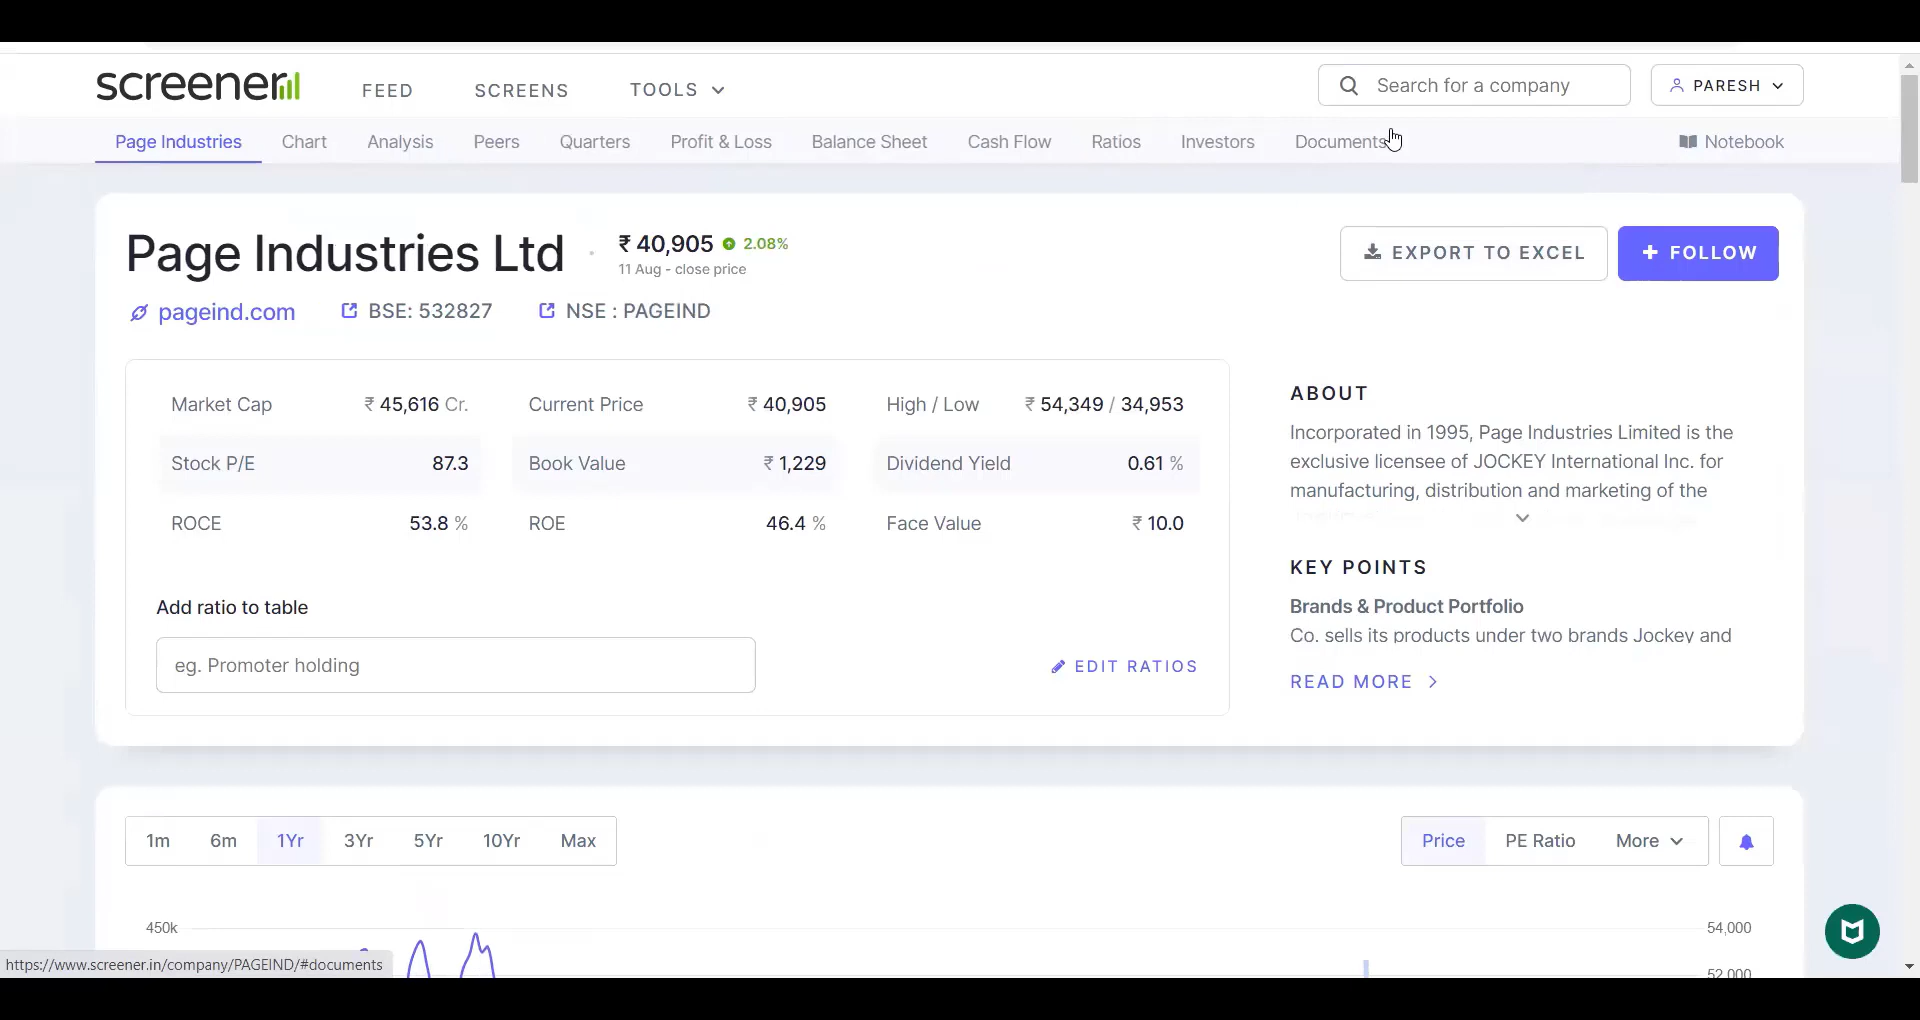 screener
FEED
SCREENS
TOOLS
Search for a company
PARESH
Page Industries
Chart
Analysis
Peers
Quarters
Profit & Loss
Balance Sheet
Cash Flow
Ratios
Investors
Documents
Notebook
Page Industries Ltd
₹ 40,905 2.08%
11 Aug - close price
EXPORT TO EXCEL
+ FOLLOW
pageind.com
BSE: 532827
NSE : PAGEIND
Market Cap ₹ 45,616 Cr.
Current Price ₹ 40,905
High / Low ₹ 54,349 / 34,953
Stock P/E 87.3
Book Value ₹ 1,229
Dividend Yield 0.61 %
ROCE 53.8 %
ROE 46.4 %
Face Value ₹ 10.0
Add ratio to table
eg. Promoter holding
EDIT RATIOS
ABOUT
Incorporated in 1995, Page Industries Limited is the
exclusive licensee of JOCKEY International Inc. for
manufacturing, distribution and marketing of the
KEY POINTS
Brands & Product Portfolio
Co. sells its products under two brands Jockey and
READ MORE
1m
6m
1Yr
3Yr
5Yr
10Yr
Max
Price
PE Ratio
More
450k
54,000
52,000
https://www.screener.in/company/PAGEIND/#documents